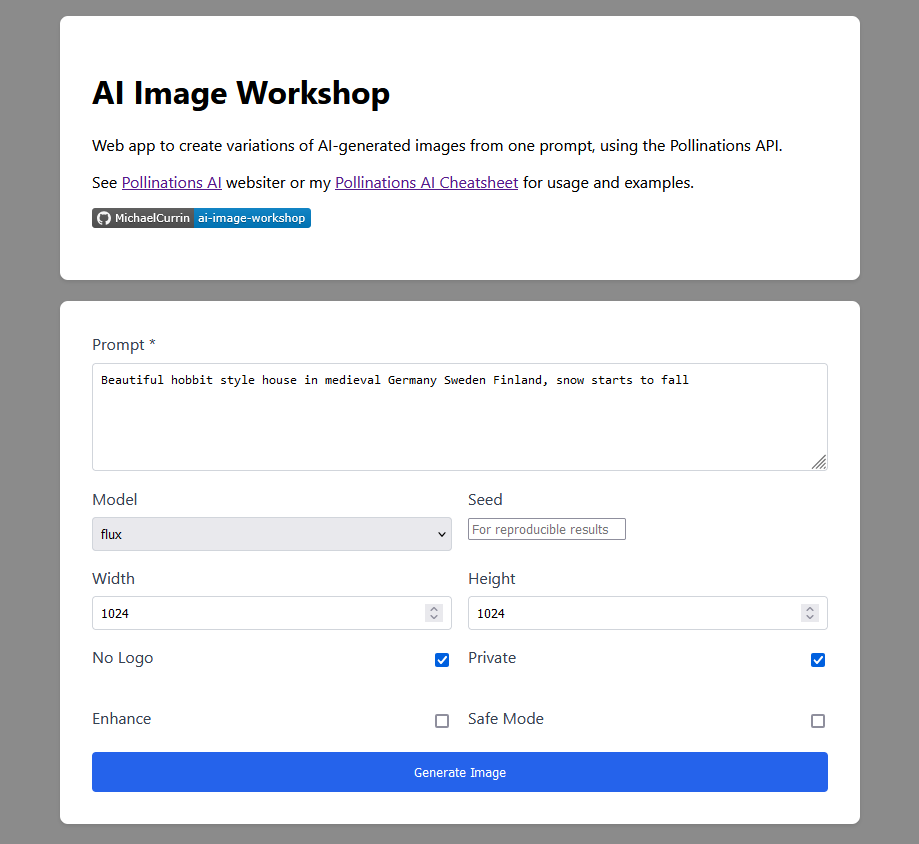 AI Image Workshop
Web app to create variations of AI-generated images from one prompt, using the Pollinations API.
See Pollinations AI websiter or my Pollinations AI Cheatsheet for usage and examples.
MichaelCurrin ai-image-workshop
Prompt *
Beautiful hobbit style house in medieval Germany Sweden Finland, snow starts to fall
Model
Seed
flux
For reproducible results
Width
Height
1024
1024
No Logo
Private
Enhance
Safe Mode
Generate Image